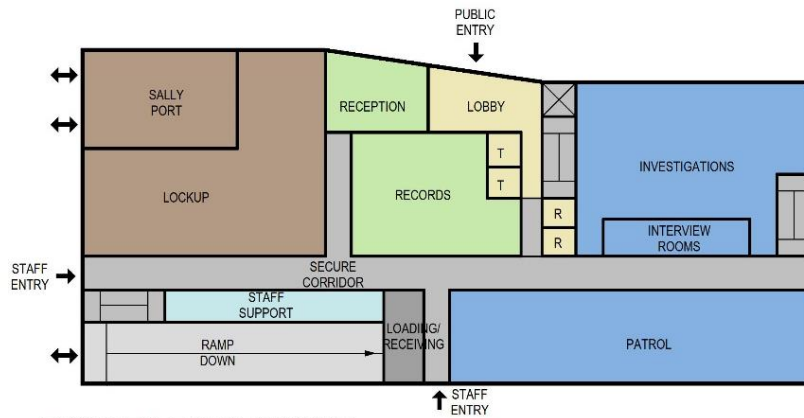 PUBLIC
ENTRY
SALLY
PORT
RECEPTION
LOBBY
T
T
INVESTIGATIONS
LOCKUP
RECORDS
R
R
INTERVIEW
ROOMS
STAFF
ENTRY
SECURE
CORRIDOR
STAFF
SUPPORT
LOADING/
RECEIVING
RAMP
DOWN
PATROL
STAFF
ENTRY